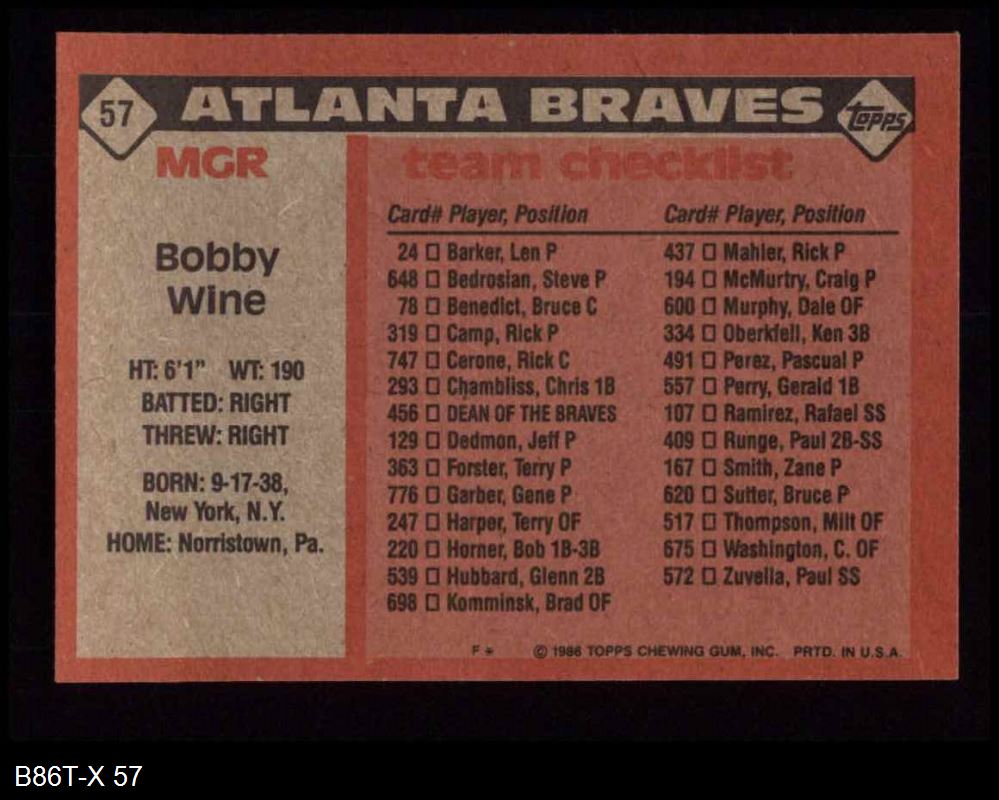 57 ATLANTA BRAVES TOPPS
MGR
Bobby
Wine
HT: 6'1" WT: 190
BATTED: RIGHT
THREW: RIGHT
BORN: 9-17-38,
New York, N.Y.
HOME: Norristown, Pa.
team checklist
Card# Player, Position
24 Barker, Len P
648 Bedrosian, Steve P
78 Benedict, Bruce C
319 Camp, Rick P
747 Cerone, Rick C
293 Chambliss, Chris 1B
456 DEAN OF THE BRAVES
129 Dedmon, Jeff P
363 Forster, Terry P
776 Garber, Gene P
247 Harper, Terry OF
220 Horner, Bob 1B-3B
539 Hubbard, Glenn 2B
698 Komminsk, Brad OF
Card# Player, Position
437 Mahler, Rick P
194 McMurtry, Craig P
600 Murphy, Dale OF
334 Oberkfell, Ken 3B
491 Perez, Pascual P
557 Perry, Gerald 1B
107 Ramirez, Rafael SS
409 Runge, Paul 2B-SS
167 Smith, Zane P
620 Sutter, Bruce P
517 Thompson, Milt OF
675 Washington, C. OF
572 Zuvella, Paul SS
F * © 1986 TOPPS CHEWING GUM, INC. PRTD. IN U.S.A.
B86T-X 57